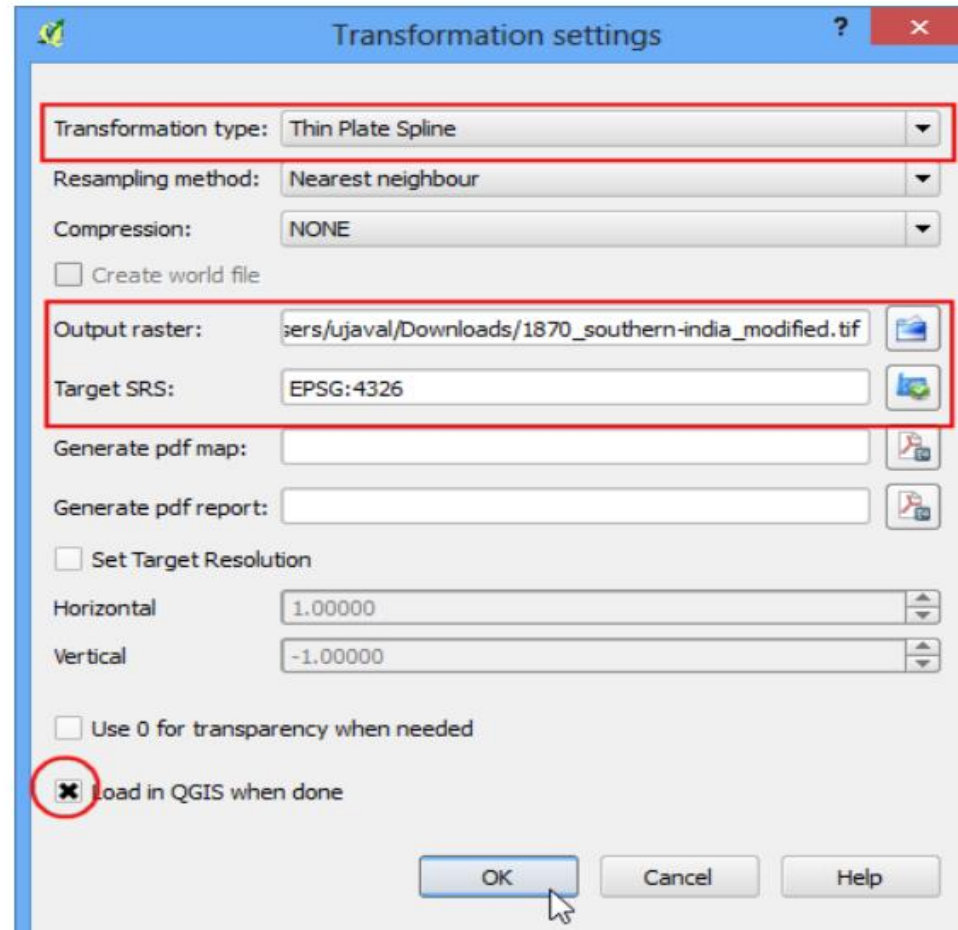 Transformation settings ? ×
Transformation type: Thin Plate Spline
Resampling method: Nearest neighbour
Compression: NONE
Create world file
Output raster: sers/ujaval/Downloads/1870_southern-india_modified.tif
Target SRS: EPSG:4326
Generate pdf map:
Generate pdf report:
Set Target Resolution
Horizontal 1.00000
Vertical -1.00000
Use 0 for transparency when needed
Load in QGIS when done
OK Cancel Help